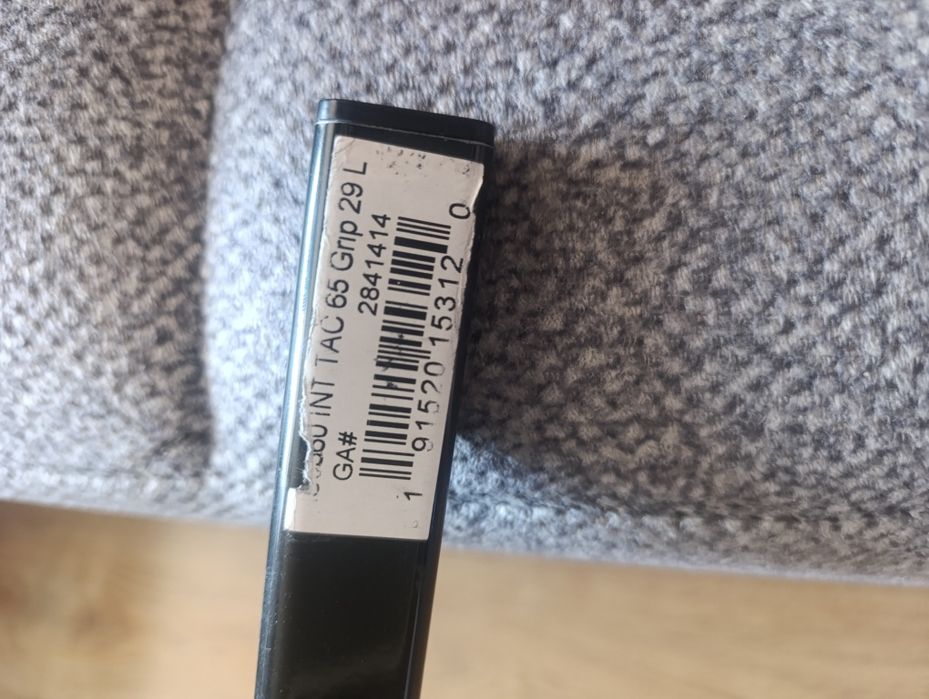 INT TAC 65 Grip 29 L
GA# 2841414
1 91520 15312 0